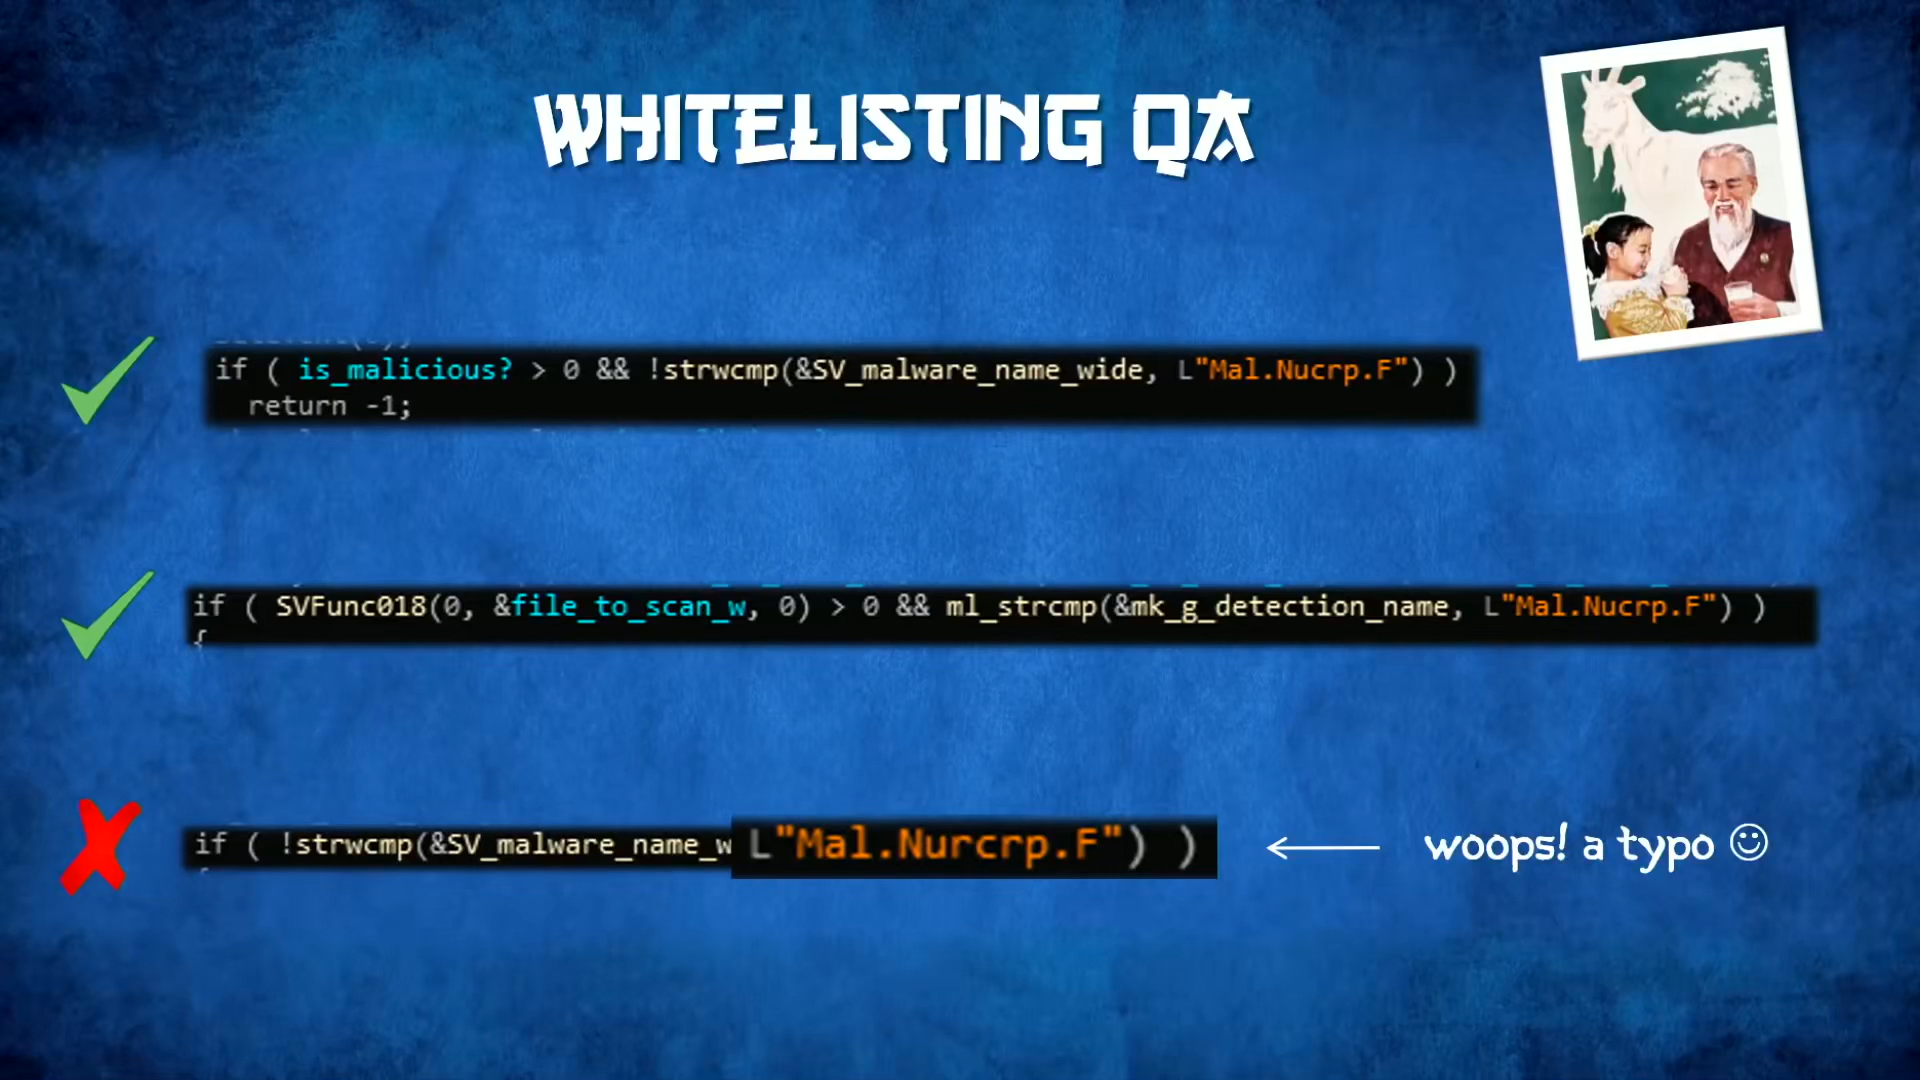 WHITELISTING QA
if ( is_malicious? > 0 && !strwcmp(&SV_malware_name_wide, L"Mal.Nucrp.F") )
return -1;
if ( SVFunc018(0, &file_to_scan_w, 0) > 0 && ml_strcmp(&mk_g_detection_name, L"Mal.Nucrp.F") )
{
if ( !strwcmp(&SV_malware_name_w L"Mal.Nurcrp.F") )
woops! a typo ☺